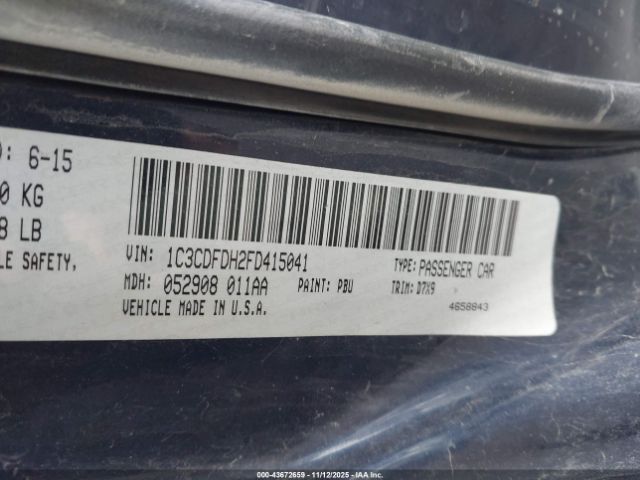 ): 6-15
0 KG
8 LB
LE SAFETY,
VIN: 1C3CDFDH2FD415041
TYPE: PASSENGER CAR
MDH: 052908 011AA
PAINT: PBU
TRIM: D7X9
VEHICLE MADE IN U.S.A.
4658843
© 43672659 - 11/12/2025 - IAA Inc.